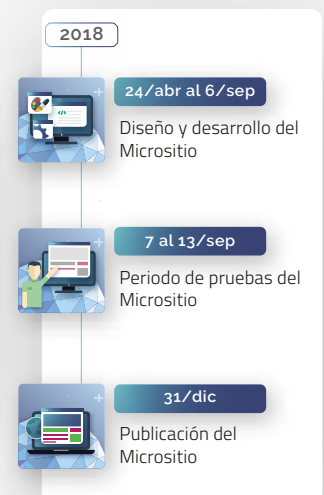 2018
24/abr al 6/sep
Diseño y desarrollo del
Micrositio
7 al 13/sep
Periodo de pruebas del
Micrositio
31/dic
Publicación del
Micrositio